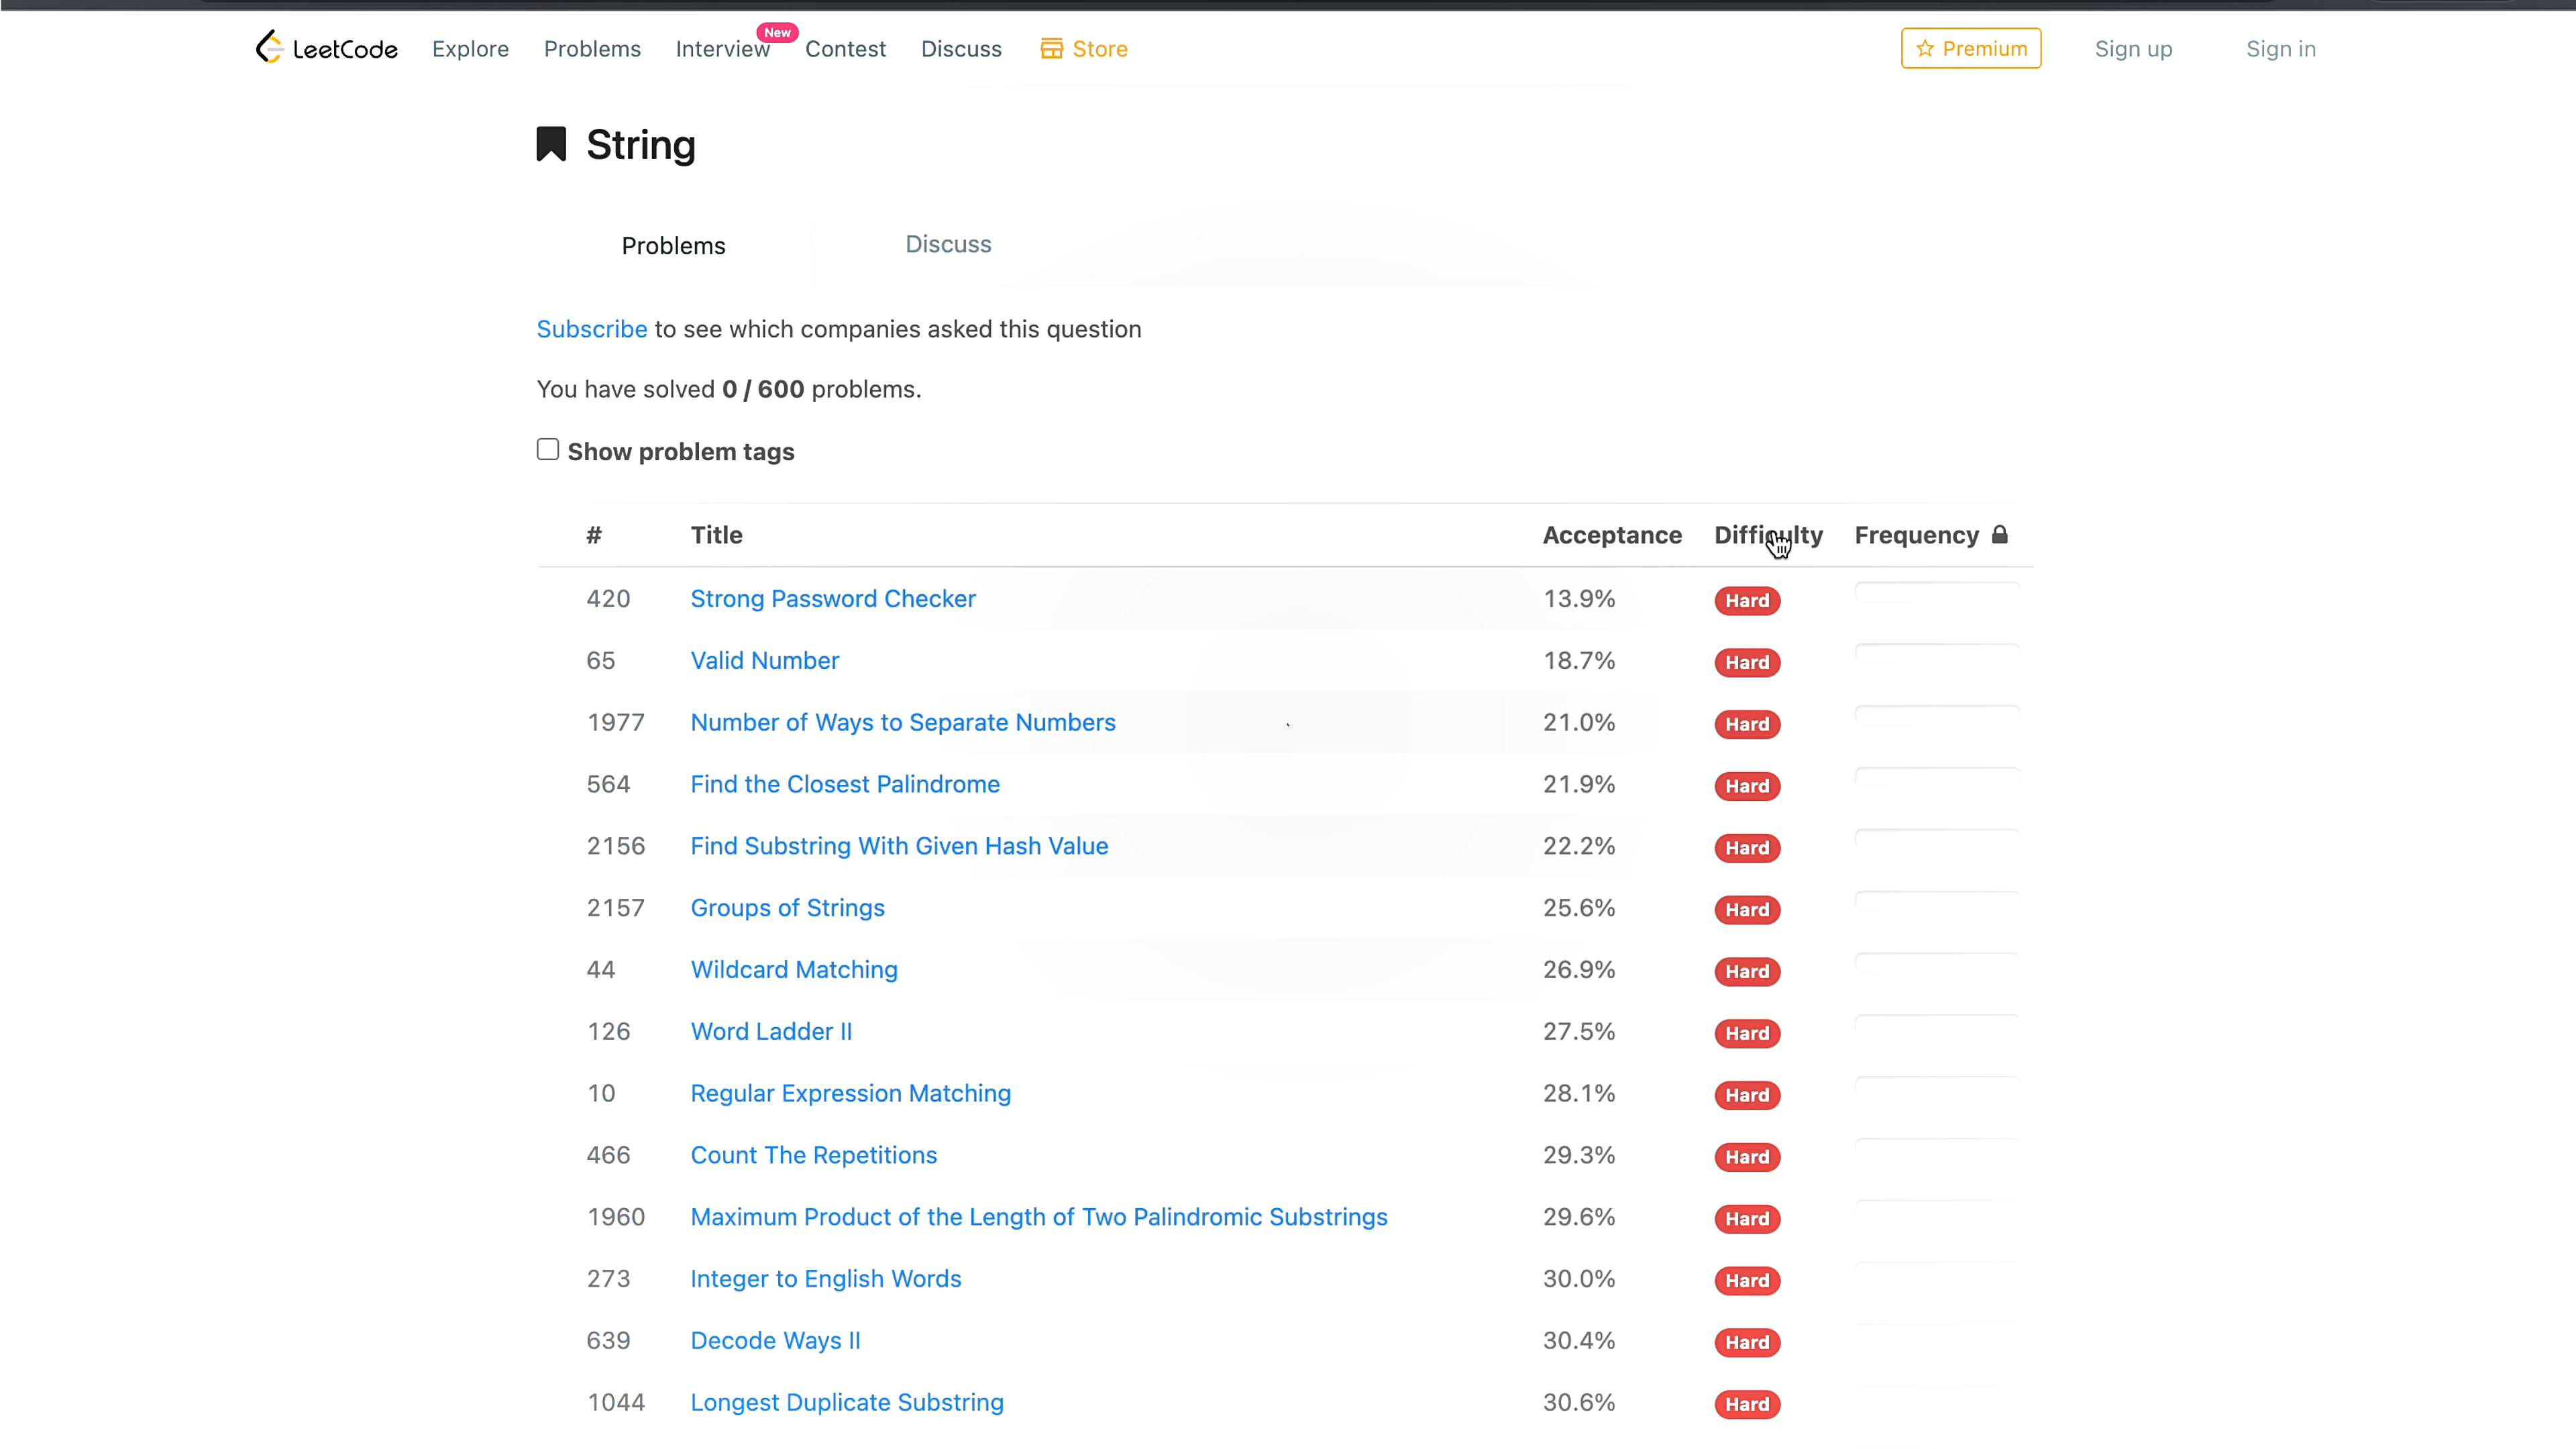 LeetCode Explore Problems Interview New Contest Discuss Store Premium Sign up Sign in
String
Problems Discuss
Subscribe to see which companies asked this question
You have solved 0 / 600 problems.
Show problem tags
# Title Acceptance Difficulty Frequency
420 Strong Password Checker 13.9% Hard
65 Valid Number 18.7% Hard
1977 Number of Ways to Separate Numbers 21.0% Hard
564 Find the Closest Palindrome 21.9% Hard
2156 Find Substring With Given Hash Value 22.2% Hard
2157 Groups of Strings 25.6% Hard
44 Wildcard Matching 26.9% Hard
126 Word Ladder II 27.5% Hard
10 Regular Expression Matching 28.1% Hard
466 Count The Repetitions 29.3% Hard
1960 Maximum Product of the Length of Two Palindromic Substrings 29.6% Hard
273 Integer to English Words 30.0% Hard
639 Decode Ways II 30.4% Hard
1044 Longest Duplicate Substring 30.6% Hard